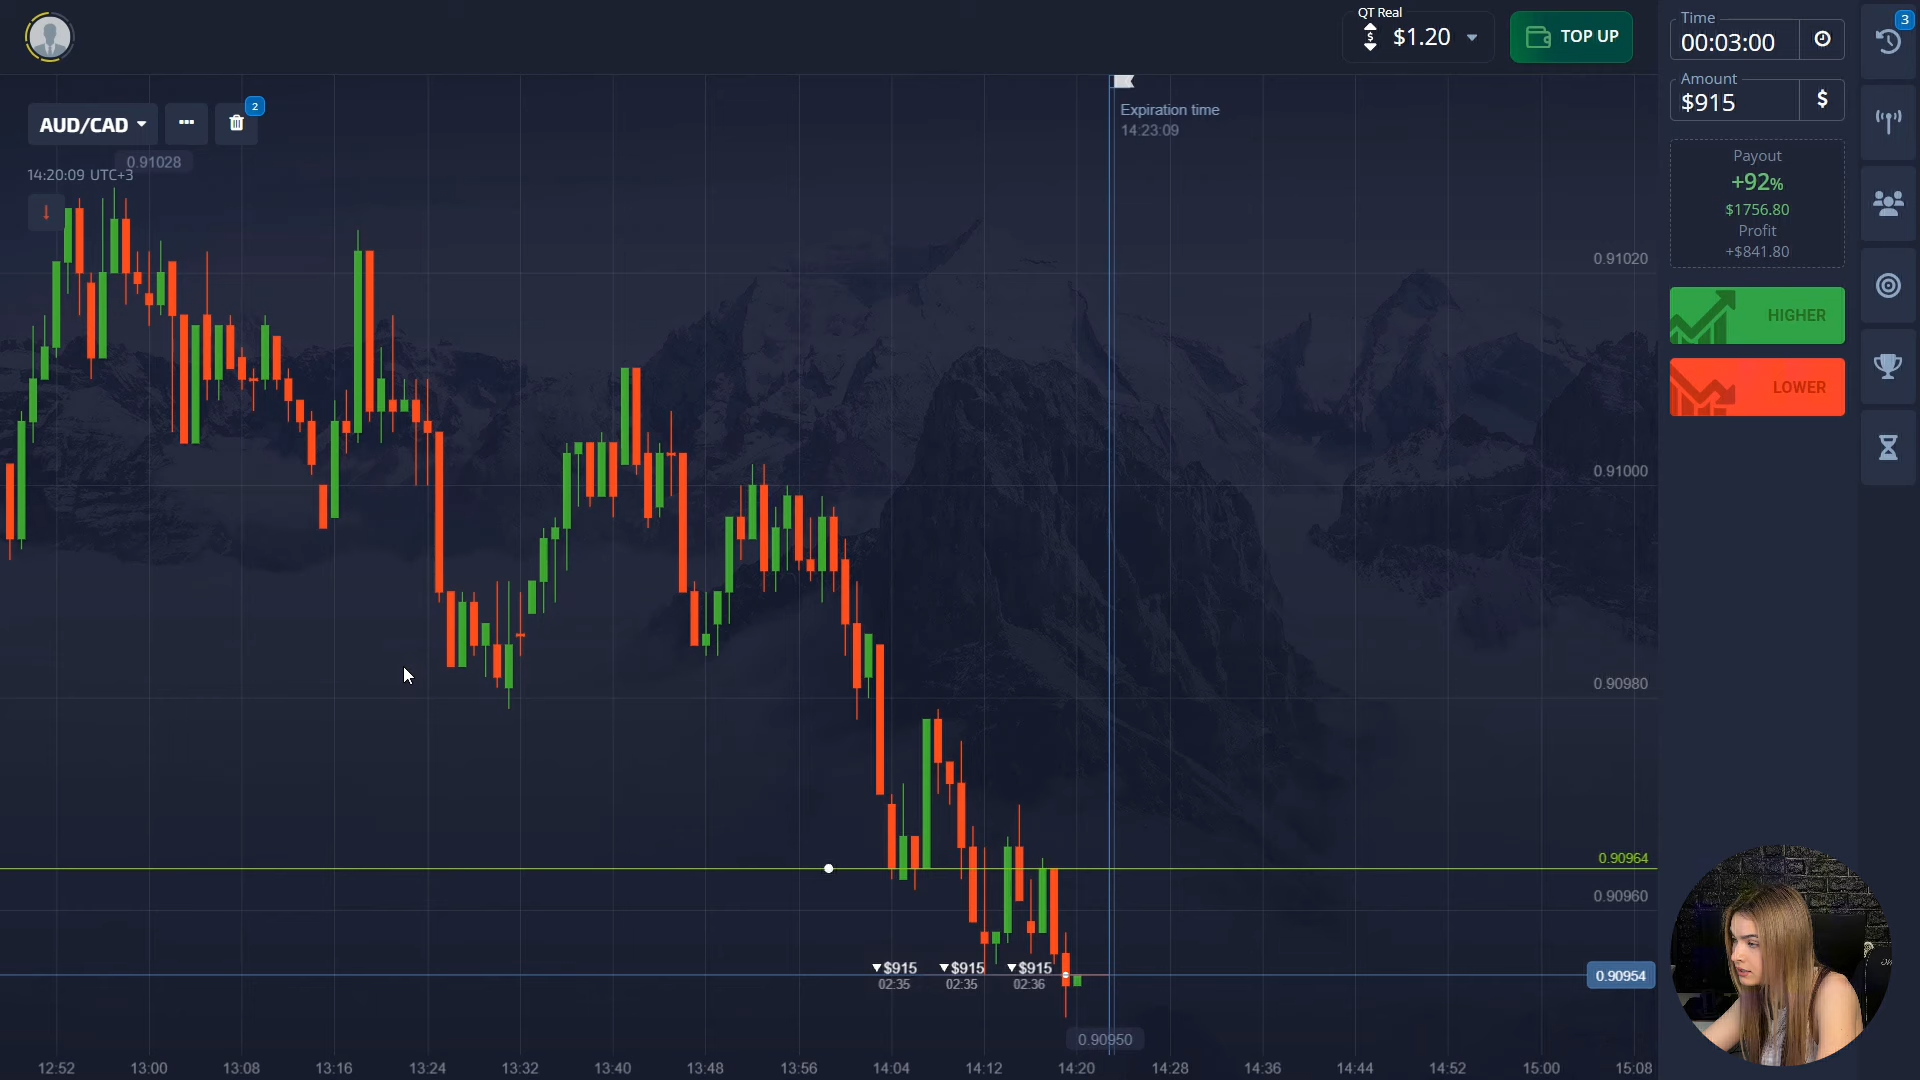 QT Real
$1.20
TOP UP
Time
00:03:00
3
Amount
$915
$
Expiration time
14:23:09
2
AUD/CAD
0.91028
14:20:09 UTC+3
Payout
+92%
$1756.80
Profit
+$841.80
0.91020
HIGHER
LOWER
0.91000
0.90980
0.90964
0.90960
$915 $915 $915
02:35 02:35 02:36
0.90954
0.90950
12:52 13:00 13:08 13:16 13:24 13:32 13:40 13:48 13:56 14:04 14:12 14:20 14:28 14:36 14:44 14:52 15:00 15:08